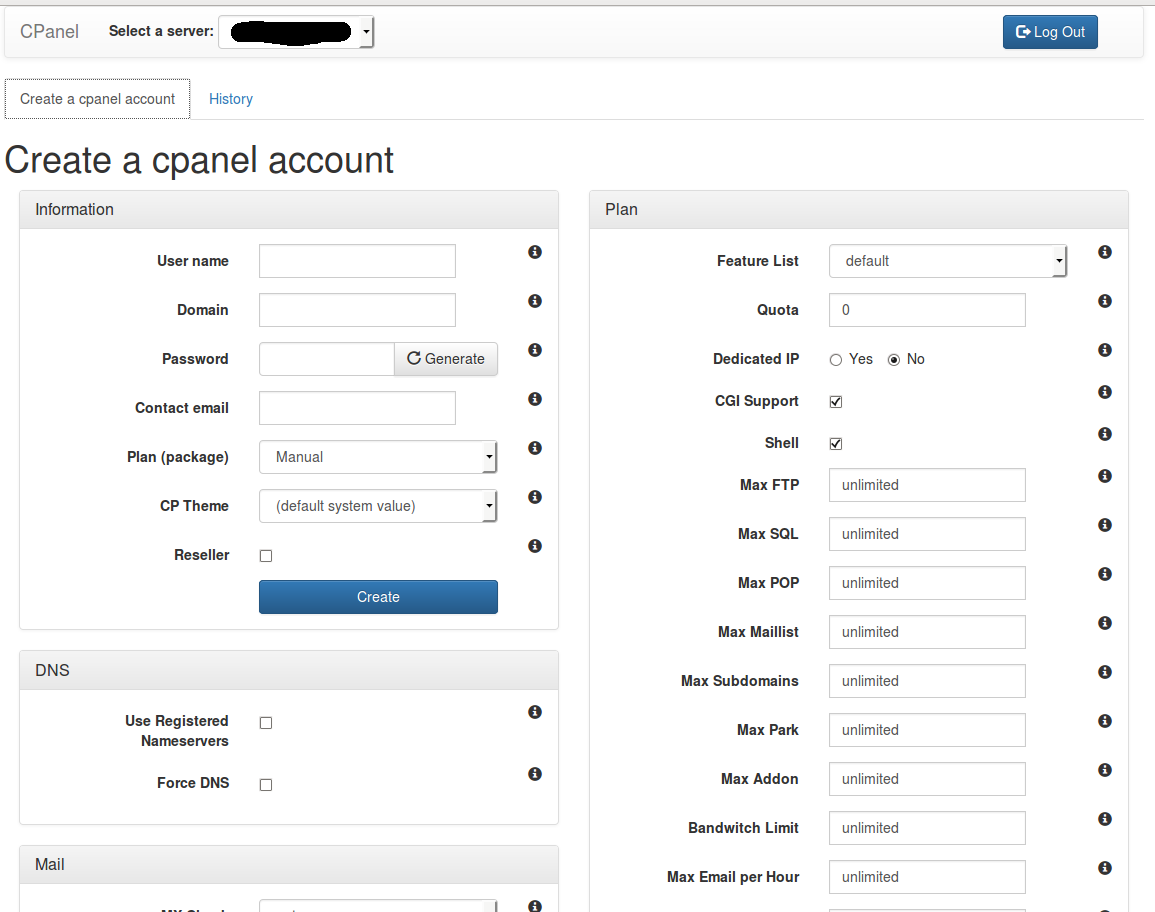 CPanel
Select a server:
Log Out
Create a cpanel account
History
Create a cpanel account
Information
User name
Domain
Password
Generate
Contact email
Plan (package)
Manual
CP Theme
(default system value)
Reseller
Create
DNS
Use Registered
Nameservers
Force DNS
Mail
Plan
Feature List
default
Quota
0
Dedicated IP
Yes
No
CGI Support
Shell
Max FTP
unlimited
Max SQL
unlimited
Max POP
unlimited
Max Maillist
unlimited
Max Subdomains
unlimited
Max Park
unlimited
Max Addon
unlimited
Bandwitch Limit
unlimited
Max Email per Hour
unlimited